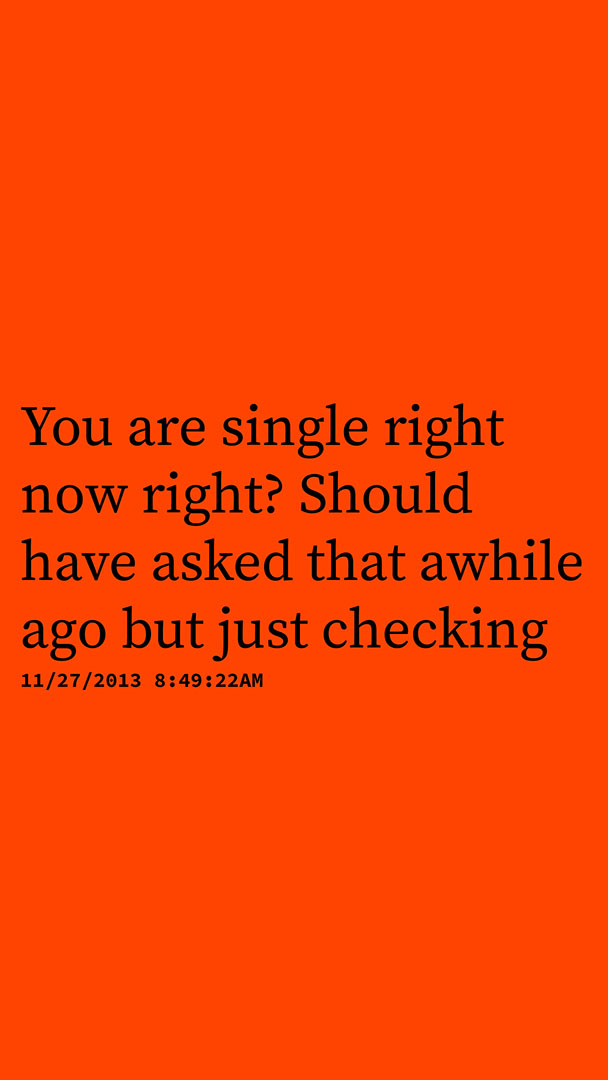 You are single right
now right? Should
have asked that awhile
ago but just checking
11/27/2013 8:49:22AM